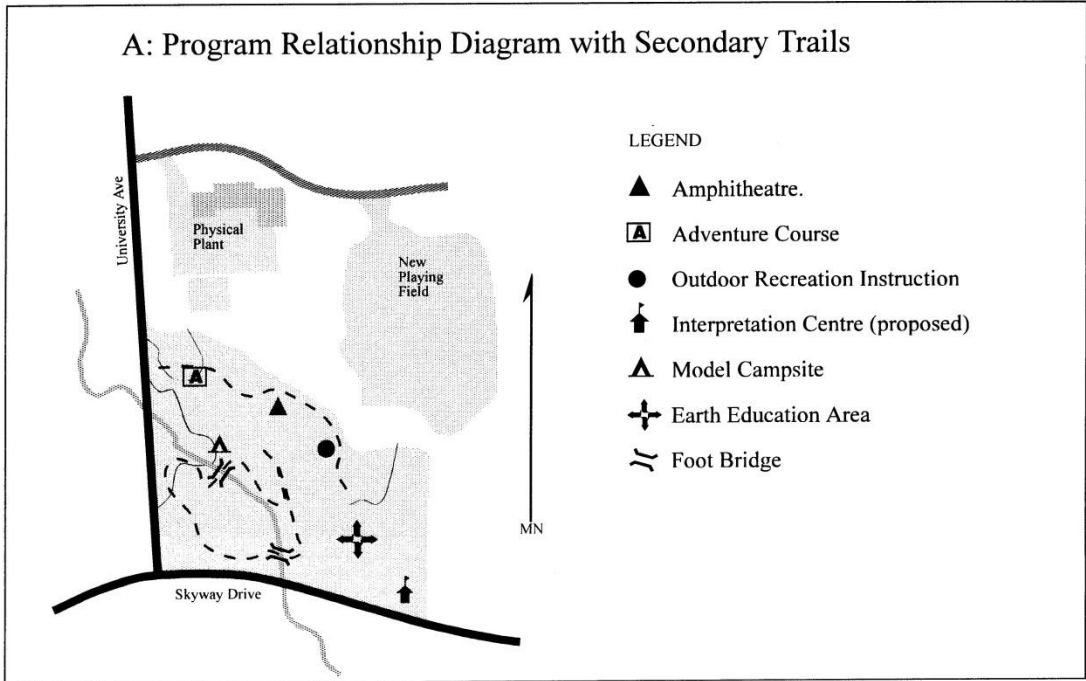 A: Program Relationship Diagram with Secondary Trails
University Ave
Physical
Plant
New
Playing
Field
A
MN
Skyway Drive
LEGEND
Amphitheatre.
A Adventure Course
Outdoor Recreation Instruction
Interpretation Centre (proposed)
Model Campsite
Earth Education Area
Foot Bridge